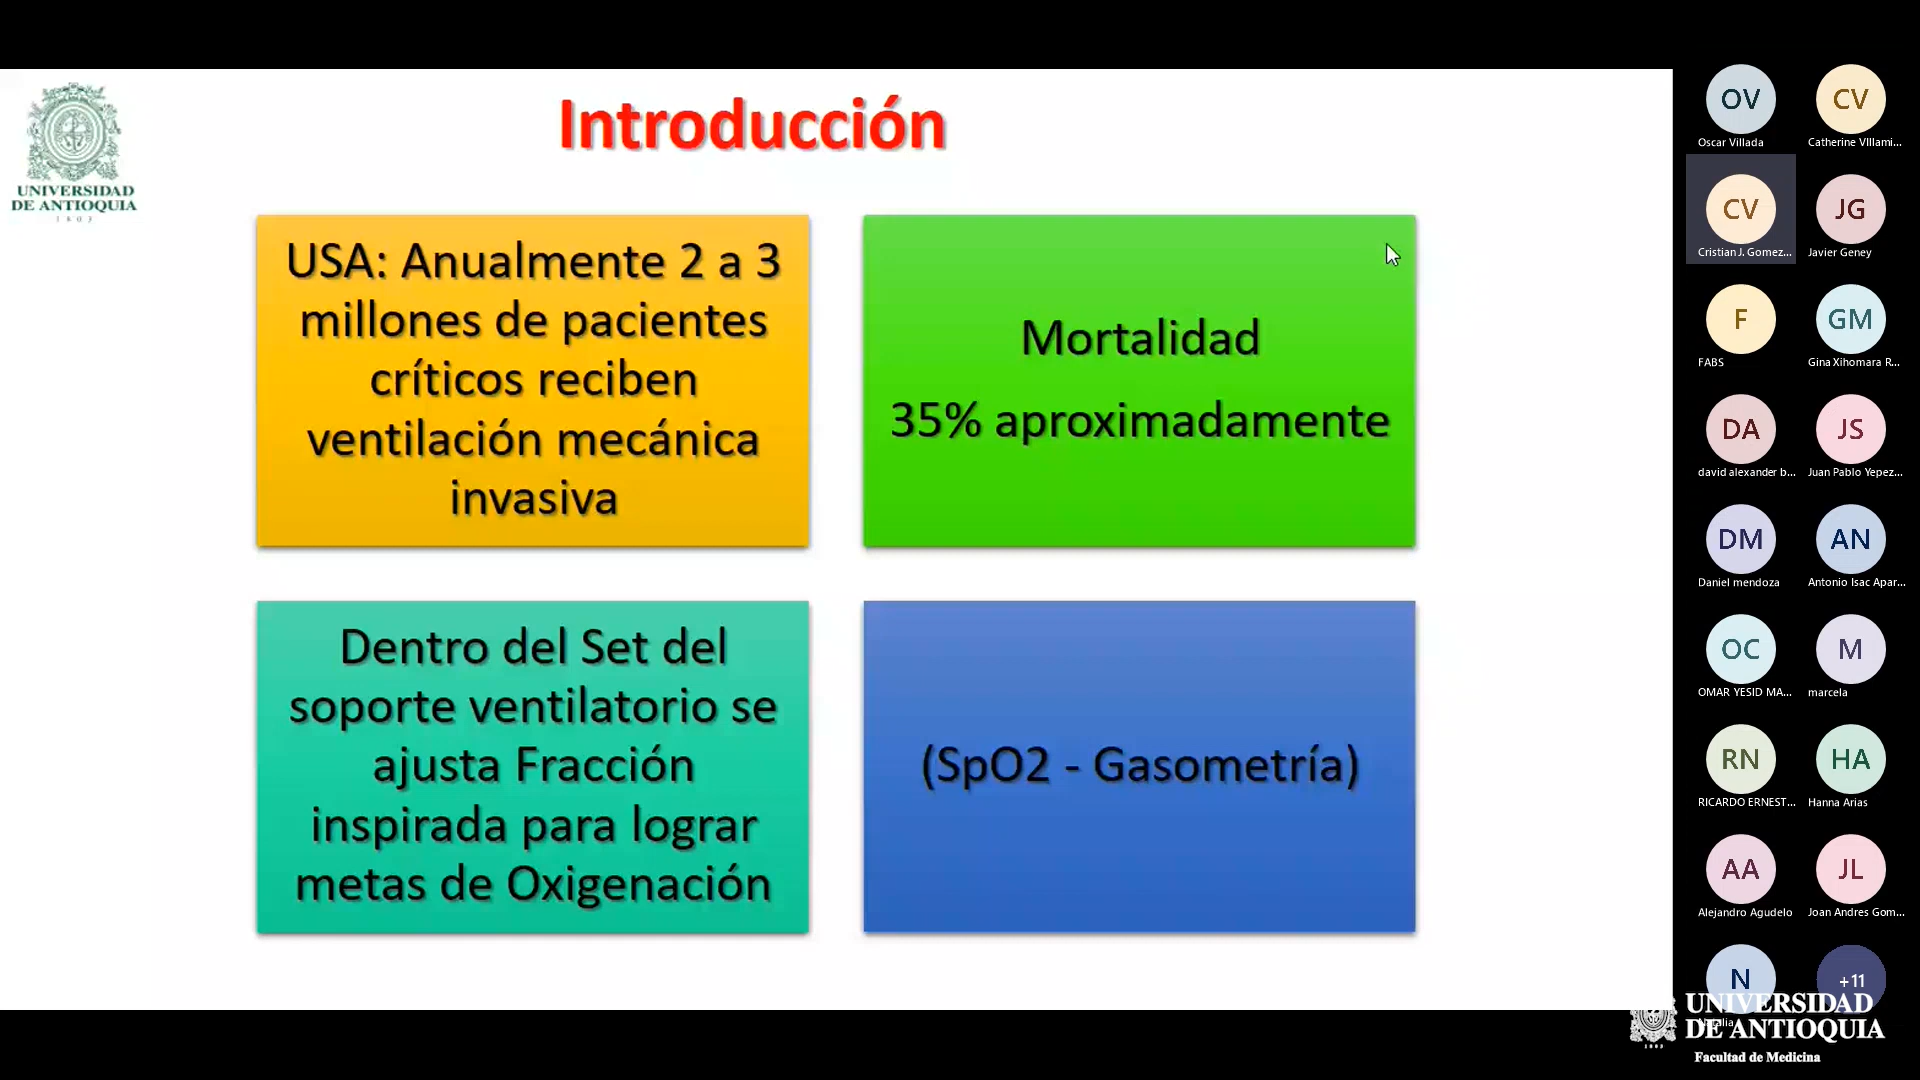 UNIVERSIDAD
DE ANTIOQUIA
1803
Introducción
USA: Anualmente 2 a 3
millones de pacientes
críticos reciben
ventilación mecánica
invasiva
Mortalidad
35% aproximadamente
Dentro del Set del
soporte ventilatorio se
ajusta Fracción
inspirada para lograr
metas de Oxigenación
(SpO2 - Gasometría)
OV
Oscar Villada
CV
Catherine VIllami...
CV
Cristian J. Gomez...
JG
Javier Geney
F
FABS
GM
Gina Xihomara R...
DA
david alexander b...
JS
Juan Pablo Yepez...
DM
Daniel mendoza
AN
Antonio Isac Apar...
OC
OMAR YESID MA...
M
marcela
RN
RICARDO ERNEST...
HA
Hanna Arias
AA
Alejandro Agudelo
JL
Joan Andres Gom...
N
+11
UNIVERSIDAD
DE ANTIOQUIA
1803
Facultad de Medicina